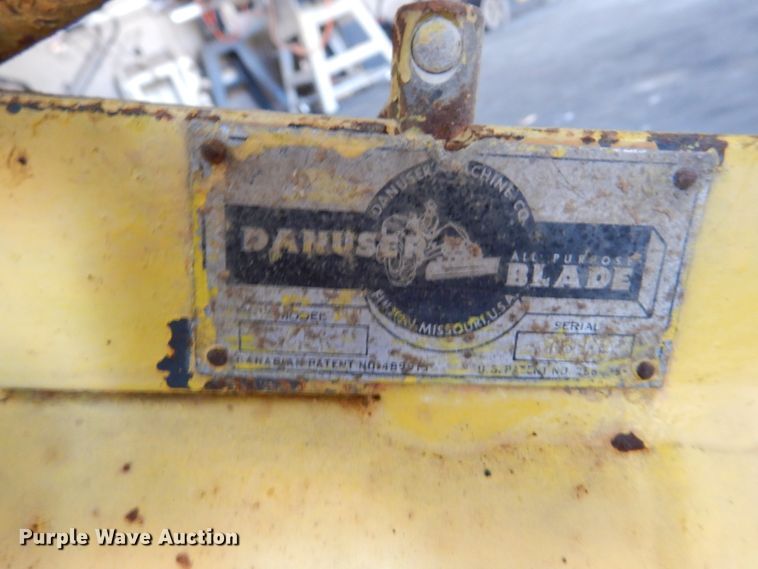 DANUSER MACHINE CO.
DANUSER
ALL PURPOSE
BLADE
MISSOURI, U.S.A.
MODEL
SERIAL
CANADIAN PATENT NO.
U.S. PATENT NO.
Purple Wave Auction